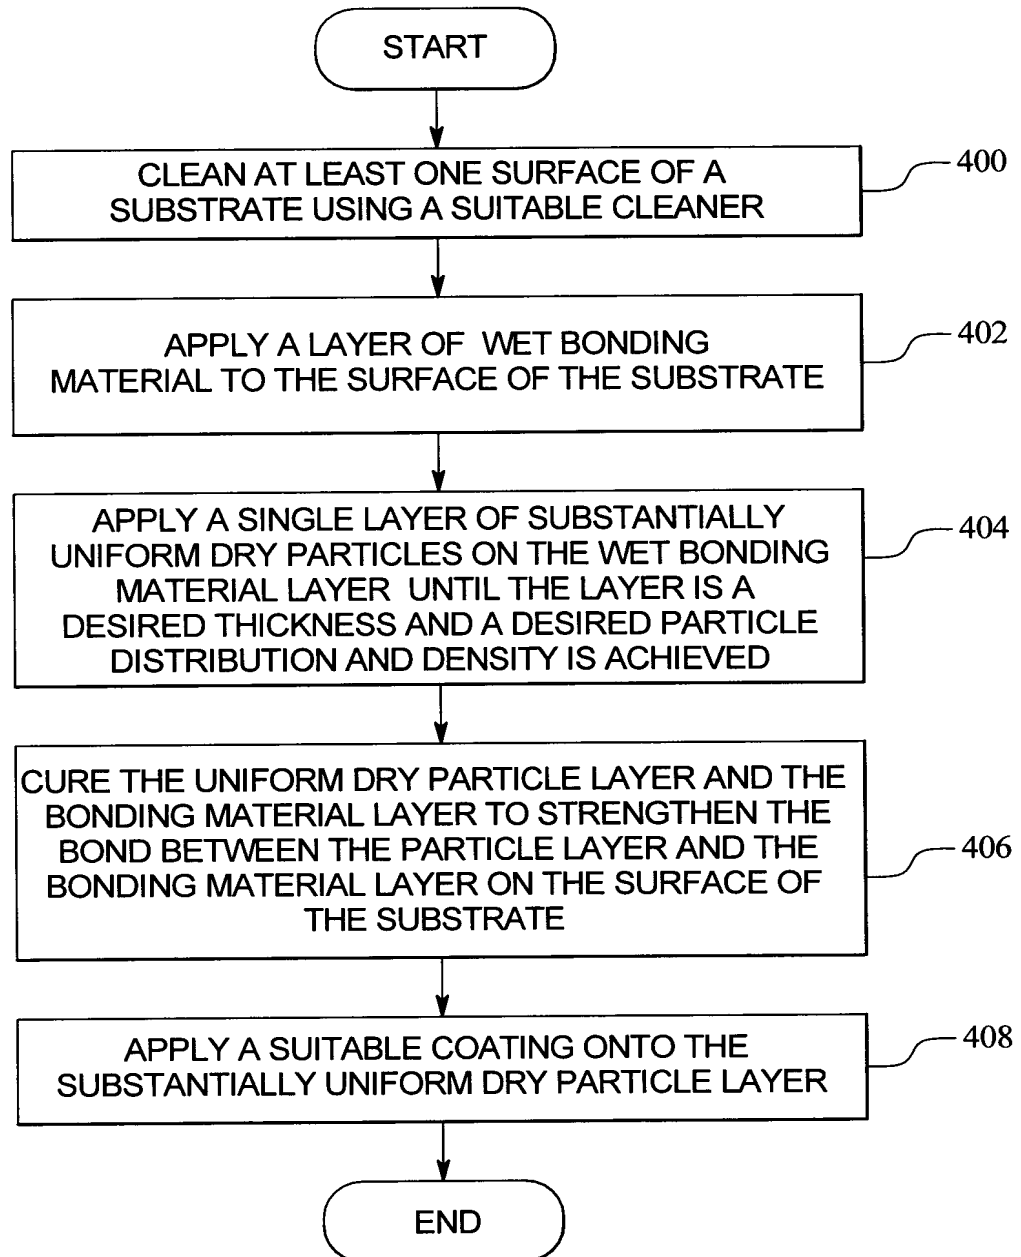 START
CLEAN AT LEAST ONE SURFACE OF A
SUBSTRATE USING A SUITABLE CLEANER
400
APPLY A LAYER OF WET BONDING
MATERIAL TO THE SURFACE OF THE SUBSTRATE
402
APPLY A SINGLE LAYER OF SUBSTANTIALLY
UNIFORM DRY PARTICLES ON THE WET BONDING
MATERIAL LAYER UNTIL THE LAYER IS A
DESIRED THICKNESS AND A DESIRED PARTICLE
DISTRIBUTION AND DENSITY IS ACHIEVED
404
CURE THE UNIFORM DRY PARTICLE LAYER AND THE
BONDING MATERIAL LAYER TO STRENGTHEN THE
BOND BETWEEN THE PARTICLE LAYER AND THE
BONDING MATERIAL LAYER ON THE SURFACE OF
THE SUBSTRATE
406
APPLY A SUITABLE COATING ONTO THE
SUBSTANTIALLY UNIFORM DRY PARTICLE LAYER
408
END